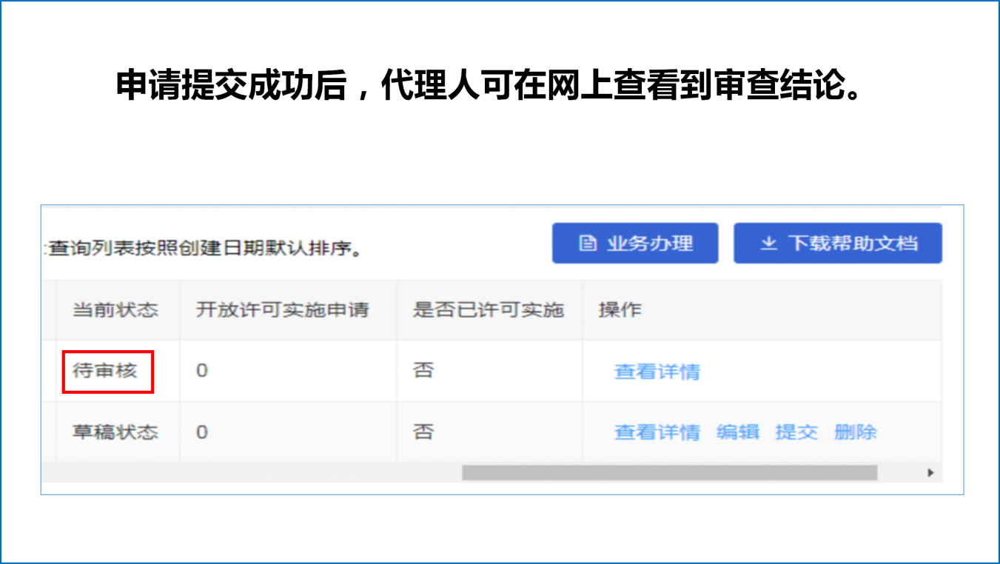 申请提交成功后，代理人可在网上查看到审查结论。
:查询列表按照创建日期默认排序。 业务办理 下载帮助文档
当前状态 开放许可实施申请 是否已许可实施 操作
待审核 0 否 查看详情
草稿状态 0 否 查看详情 编辑 提交 删除